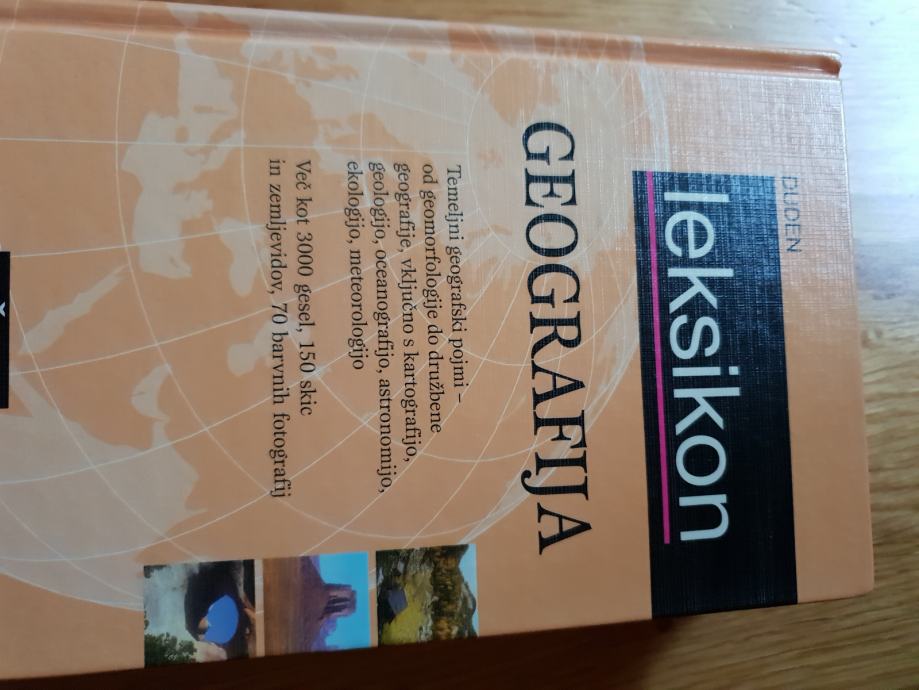 DUDEN
leksikon
GEOGRAFIJA
Temeljni geografski pojmi –
od geomorfologije do družbene
geografije, vključno s kartografijo,
geologijo, oceanografijo, astronomijo,
ekologijo, meteorologijo
Več kot 3000 gesel, 150 skic
in zemljevidov, 70 barvnih fotografij